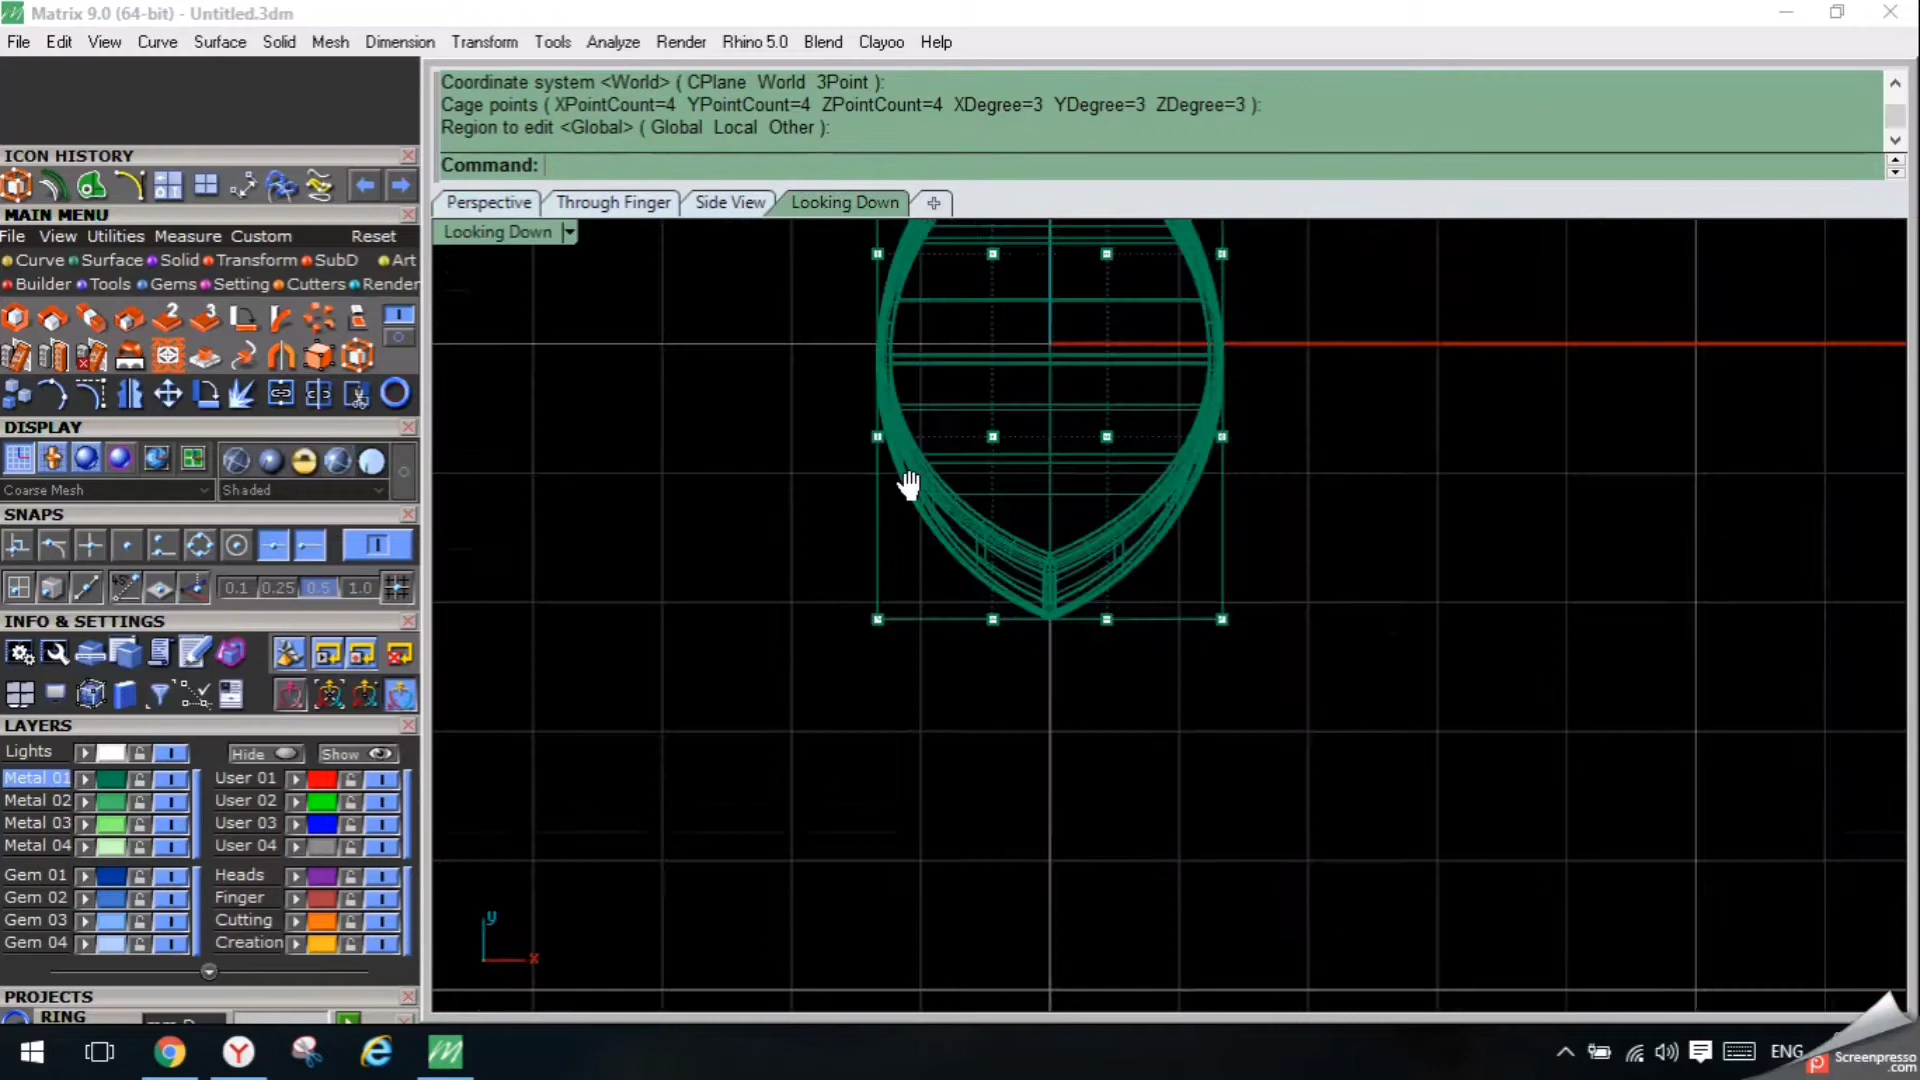 Matrix 9.0 (64-bit) - Untitled.3dm
File Edit View Curve Surface Solid Mesh Dimension Transform Tools Analyze Render Rhino 5.0 Blend Clayoo Help
Coordinate system <World> ( CPlane World 3Point ):
Cage points ( XPointCount=4 YPointCount=4 ZPointCount=4 XDegree=3 YDegree=3 ZDegree=3 ):
Region to edit <Global> ( Global Local Other ):
Command:
Perspective Through Finger Side View Looking Down
Looking Down
ICON HISTORY
MAIN MENU
File View Utilities Measure Custom Reset
Curve Surface Solid Transform SubD Art
Builder Tools Gems Setting Cutters Render
2 3
DISPLAY
Coarse Mesh Shaded
SNAPS
45° 0.1 0.25 0.5 1.0
INFO & SETTINGS
LAYERS
Lights Hide Show
Metal 01 User 01
Metal 02 User 02
Metal 03 User 03
Metal 04 User 04
Gem 01 Heads
Gem 02 Finger
Gem 03 Cutting
Gem 04 Creation
PROJECTS
RING
y
x
ENG
Screenpresso
.com